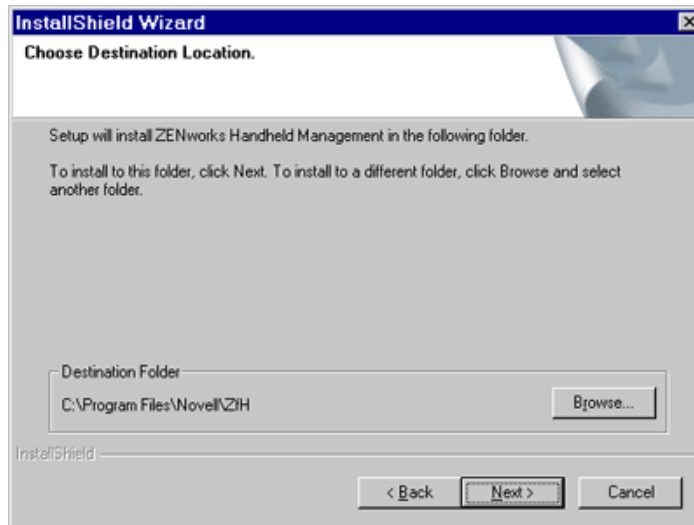 InstallShield Wizard
Choose Destination Location.
Setup will install ZENworks Handheld Management in the following folder.
To install to this folder, click Next. To install to a different folder, click Browse and select
another folder.
Destination Folder
C:\Program Files\Novell\ZfH
Browse...
InstallShield
< Back
Next >
Cancel